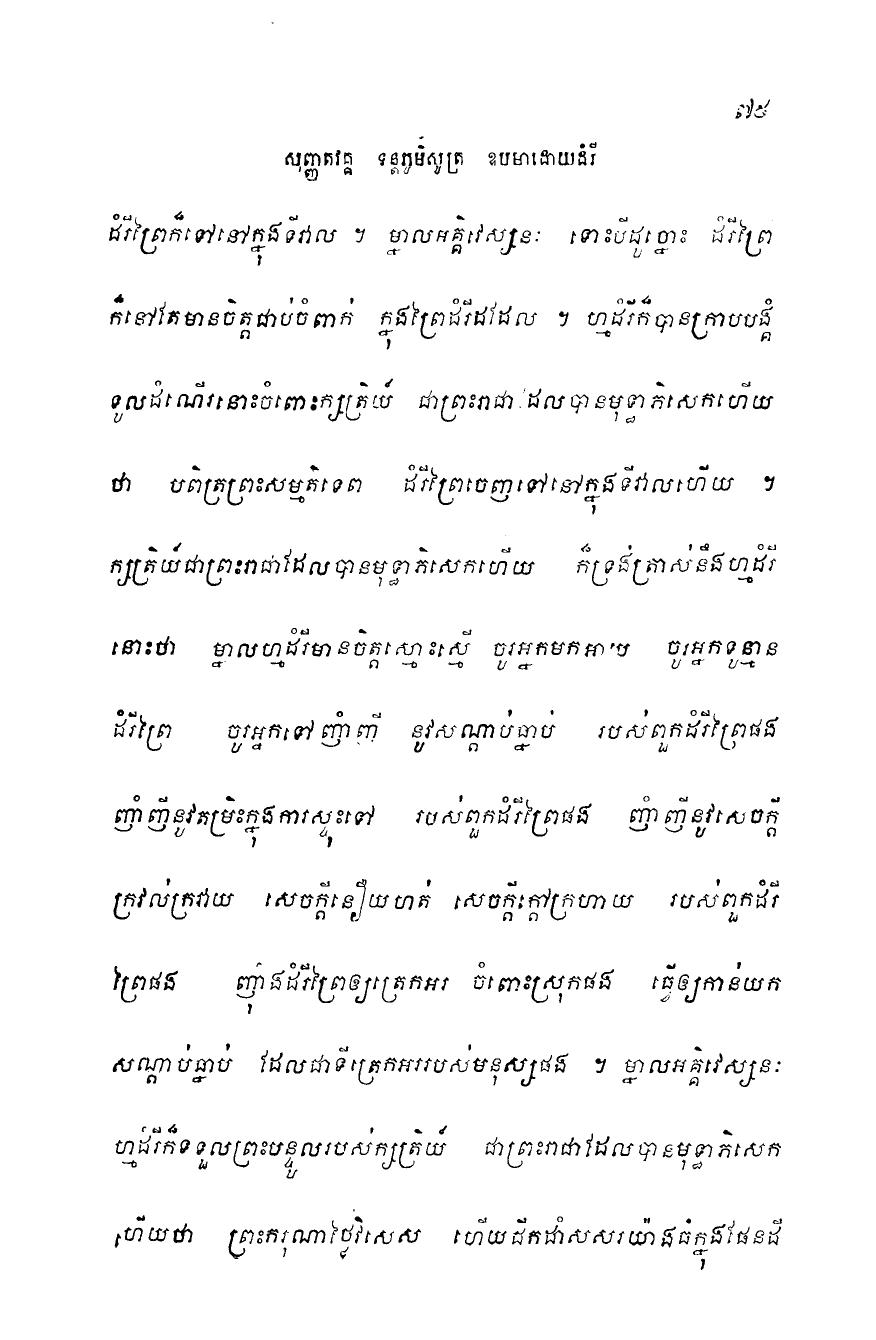 ៧៥
សុញ្ញតវគ្គ ទន្តភូមិសូត្រ ឧបមាដោយដំរី
ដំរីព្រៃក៏ទៅនៅក្នុងទីវាល ។ ម្នាលអគ្គិវេស្សនៈ ទោះបីដូច្នោះ ដំរីព្រៃ
ក៏នៅតែមានចិត្តជាប់ចំពាក់ ក្នុងព្រៃដំរីដដែល ។ ហ្មដំរីក៏បានក្រាបបង្គំ
ទូលដំណើរនោះចំពោះក្សត្រិយ៍ ជាព្រះរាជាដែលបានមុទ្ធាភិសេកហើយ
ថា បពិត្រព្រះសម្មតិទេព ដំរីព្រៃចេញទៅនៅក្នុងទីវាលហើយ ។
ក្សត្រិយ៍ជាព្រះរាជាដែលបានមុទ្ធាភិសេកហើយ ក៏ទ្រង់ត្រាស់នឹងហ្មដំរី
នោះថា ម្នាលហ្មដំរីមានចិត្តស្មោះស្មើ ចូរអ្នកមកអាយ ចូរអ្នកទូន្មាន
ដំរីព្រៃ ចូរអ្នកទៅញាំញី នូវសណ្តាប់ធ្នាប់ របស់ពួកដំរីព្រៃផង
ញាំញីនូវតម្រិះក្នុងការស្ទុះទៅ របស់ពួកដំរីព្រៃផង ញាំញីនូវសេចក្តី
ក្រវល់ក្រវាយ សេចក្តីនឿយហត់ សេចក្តីក្តៅក្រហាយ របស់ពួកដំរី
ព្រៃផង ញុំាងដំរីព្រៃឲ្យត្រេកអរ ចំពោះស្រុកផង ធ្វើឲ្យកាន់យក
សណ្តាប់ធ្នាប់ ដែលជាទីត្រេកអររបស់មនុស្សផង ។ ម្នាលអគ្គិវេស្សនៈ
ហ្មដំរីក៏ទទួលព្រះបន្ទូលរបស់ក្សត្រិយ៍ ជាព្រះរាជាដែលបានមុទ្ធាភិសេក
ហើយថា ព្រះករុណាថ្លៃវិសេស ហើយជីកដាំសសរយ៉ាងធំក្នុងផែនដី